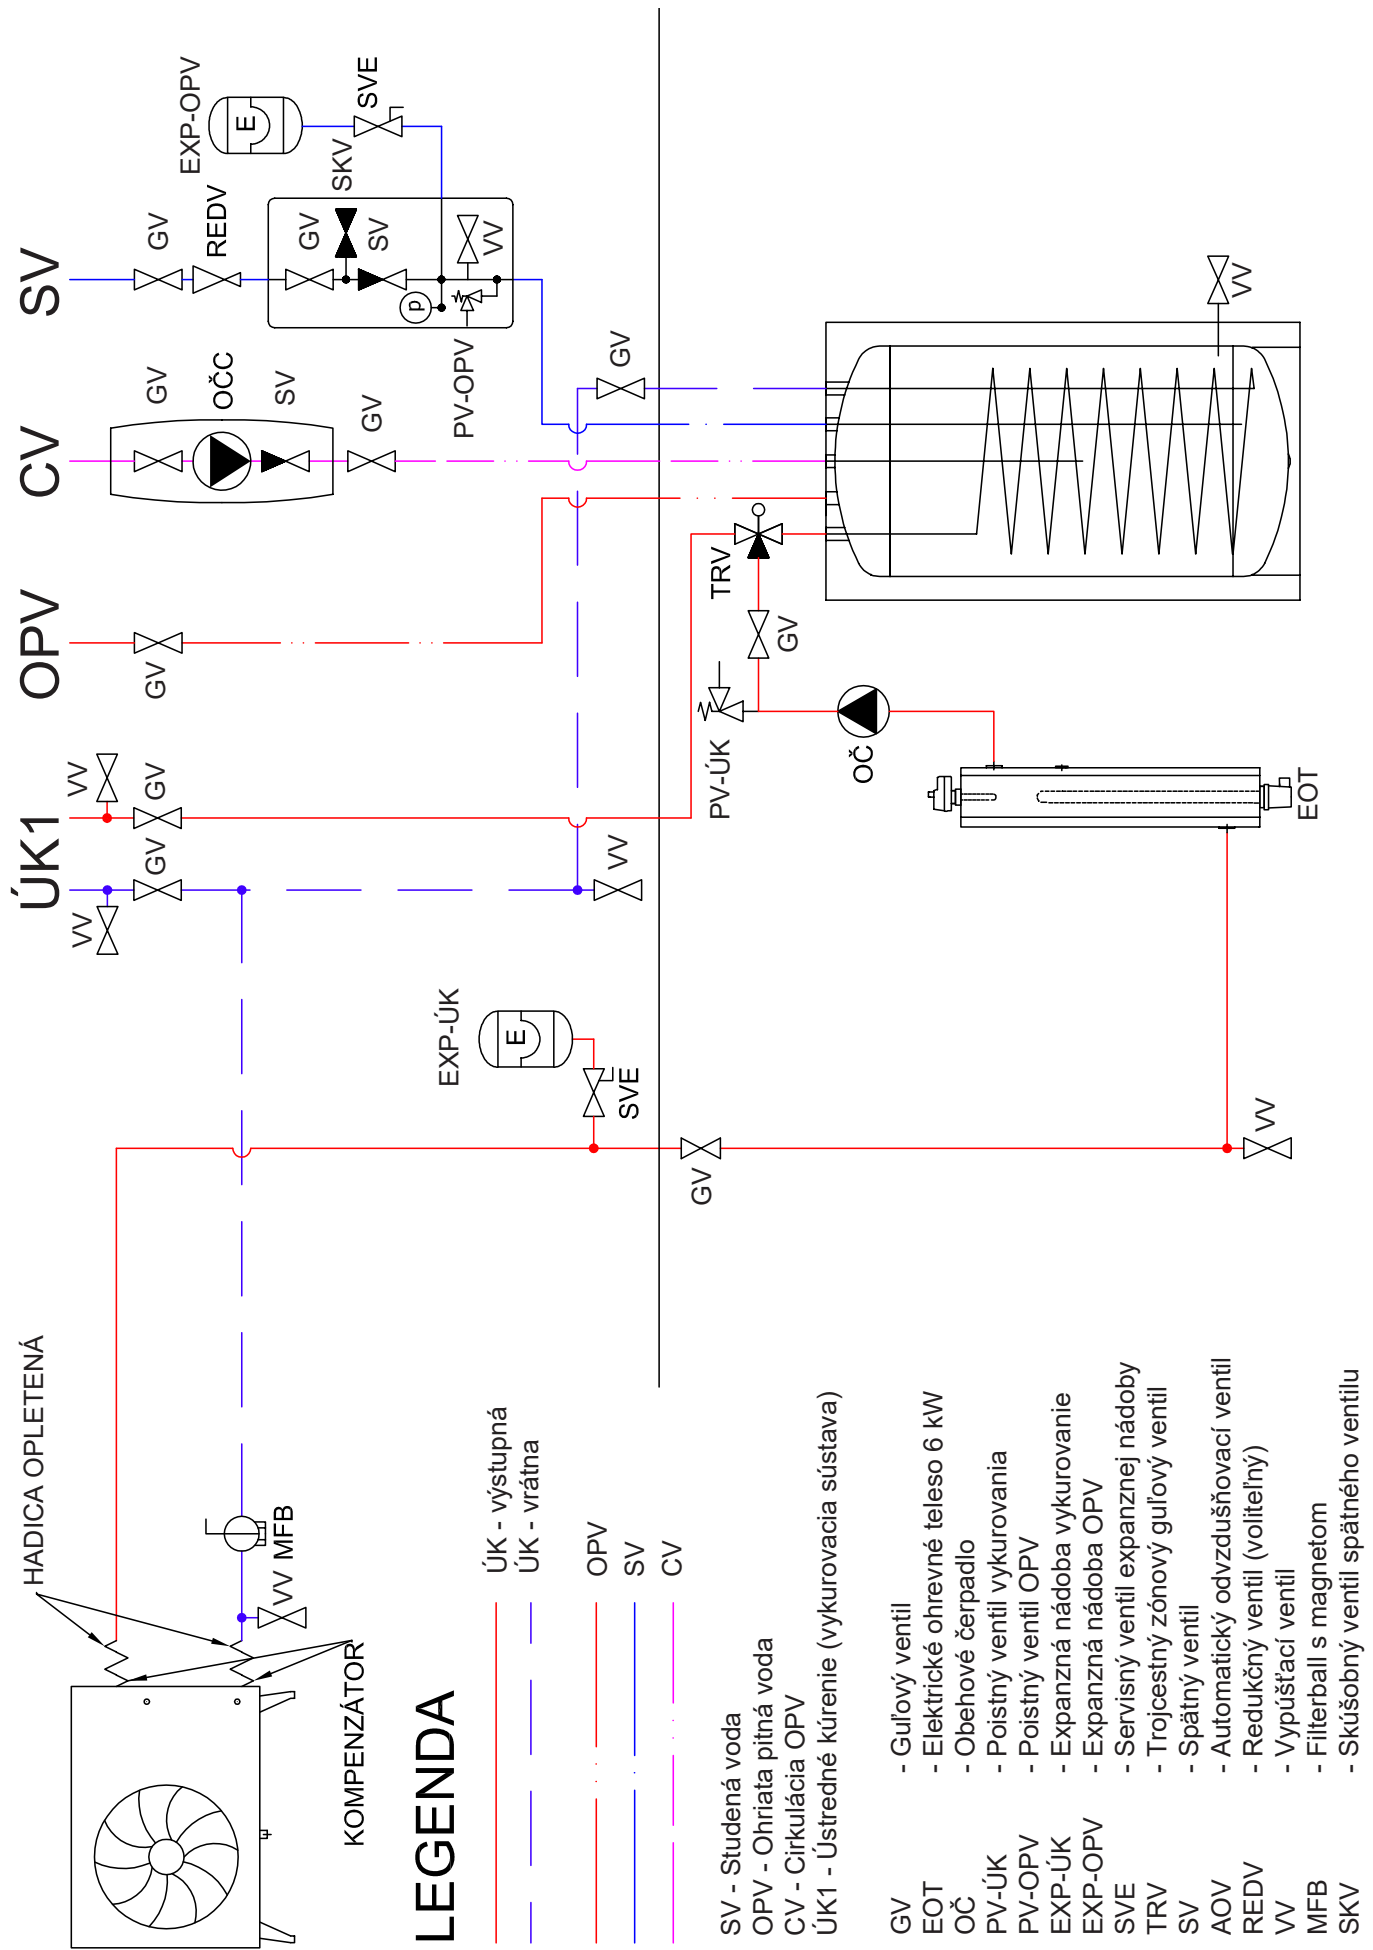 ÚK1
OPV
CV
SV
VV
GV
VV
GV
GV
GV
OČC
SV
GV
GV
REDV
GV
SKV
SV
VV
p
PV-OPV
EXP-OPV
E
SVE
GV
VV
HADICA OPLETENÁ
KOMPENZÁTOR
VV
MFB
EXP-ÚK
E
SVE
GV
VV
PV-ÚK
OČ
GV
TRV
EOT
VV
LEGENDA
ÚK - výstupná
ÚK - vrátna
OPV
SV
CV
SV - Studená voda
OPV - Ohriata pitná voda
CV - Cirkulácia OPV
ÚK1 - Ústredné kúrenie (vykurovacia sústava)
GV - Guľový ventil
EOT - Elektrické ohrevné teleso 6 kW
OČ - Obehové čerpadlo
PV-ÚK - Poistný ventil vykurovania
PV-OPV - Poistný ventil OPV
EXP-ÚK - Expanzná nádoba vykurovanie
EXP-OPV - Expanzná nádoba OPV
SVE - Servisný ventil expanznej nádoby
TRV - Trojcestný zónový guľový ventil
SV - Spätný ventil
AOV - Automatický odvzdušňovací ventil
REDV - Redukčný ventil (voliteľný)
VV - Vypúšťací ventil
MFB - Filterball s magnetom
SKV - Skúšobný ventil spätného ventilu